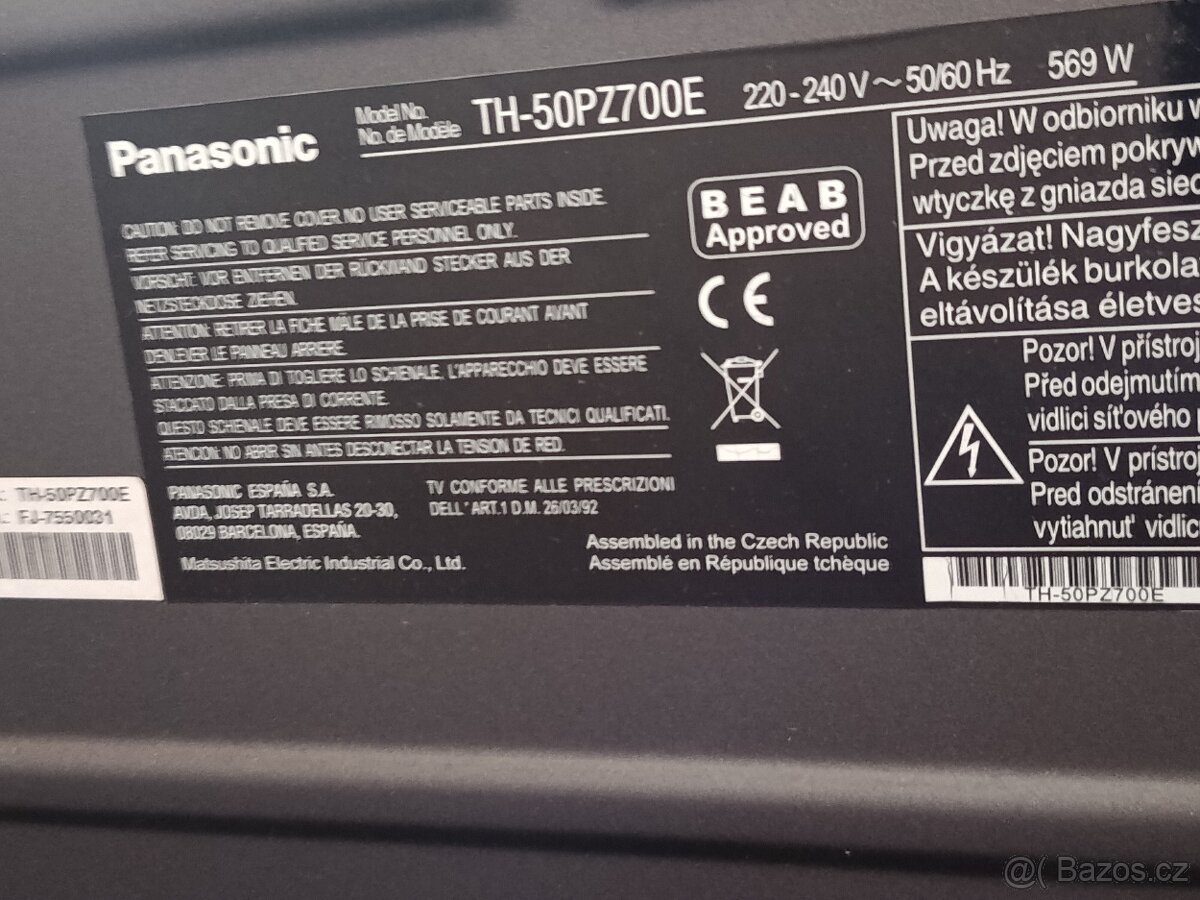 Panasonic
Model No.
No. de Modèle
TH-50PZ700E
220-240 V ~ 50/60 Hz 569 W
CAUTION: DO NOT REMOVE COVER. NO USER SERVICEABLE PARTS INSIDE.
REFER SERVICING TO QUALIFIED SERVICE PERSONNEL ONLY.
VORSICHT: VOR ENTFERNEN DER RÜCKWAND STECKER AUS DER
NETZSTECKDOSE ZIEHEN.
ATTENTION: RETIRER LA FICHE MÂLE DE LA PRISE DE COURANT AVANT
D'ENLEVER LE PANNEAU ARRIERE.
ATTENZIONE: PRIMA DI TOGLIERE LO SCHIENALE, L'APPARECCHIO DEVE ESSERE
STACCATO DALLA PRESA DI CORRENTE.
QUESTO SCHIENALE DEVE ESSERE RIMOSSO SOLAMENTE DA TECNICI QUALIFICATI.
ATENCION: NO ABRIR SIN ANTES DESCONECTAR LA TENSION DE RED.
PANASONIC ESPAÑA S.A.
AVDA, JOSEP TARRADELLAS 20-30,
08029 BARCELONA, ESPAÑA.
TV CONFORME ALLE PRESCRIZIONI
DELL' ART.1 D.M. 26/03/92
Matsushita Electric Industrial Co., Ltd.
Assembled in the Czech Republic
Assemblé en République tchèque
BEAB
Approved
CE
Uwaga! W odbiorniku w
Przed zdjęciem pokryw
wtyczkę z gniazda siec
Vigyázat! Nagyfesz
A készülék burkola
eltávolítása életves
Pozor! V přístroj
Před odejmutím
vidlici síťového
Pozor! V prístroj
Pred odstránení
vytiahnuť vidlic
TH-50PZ700E
TH-50PZ700E
FJ-7550031
@( Bazos.cz